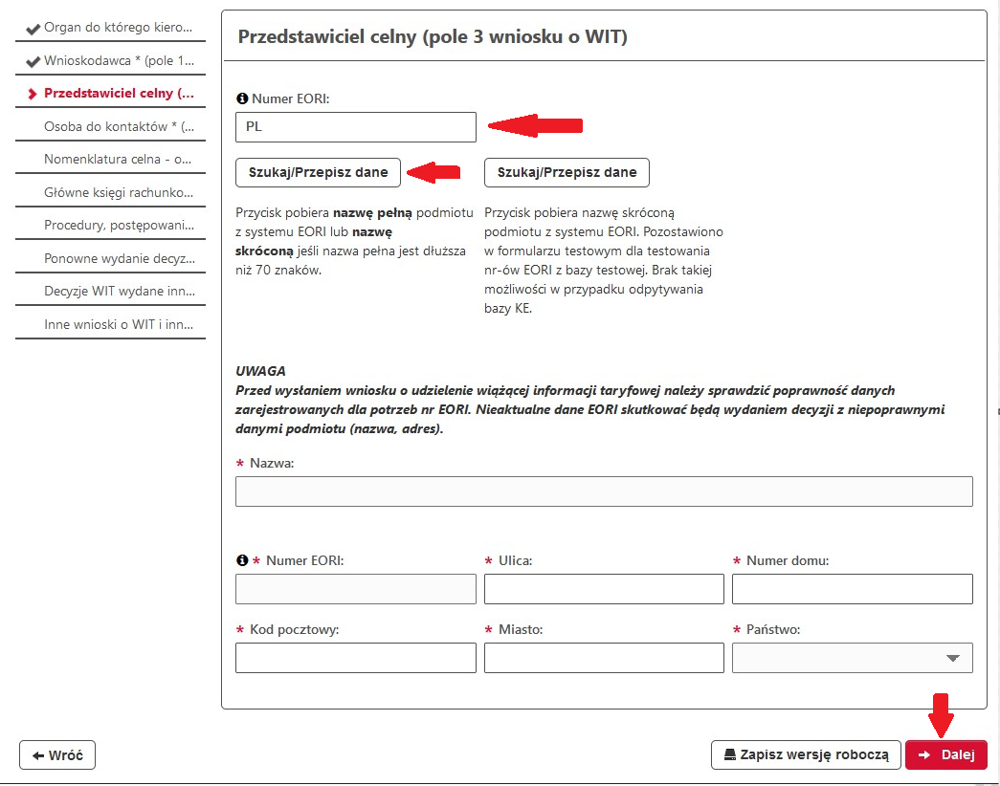 Organ do którego kiero...
Wnioskodawca * (pole 1...
Przedstawiciel celny (...
Osoba do kontaktów * (...
Nomenklatura celna - o...
Główne księgi rachunko...
Procedury, postępowani...
Ponowne wydanie decyz...
Decyzje WIT wydane inn...
Inne wnioski o WIT i inn...
Przedstawiciel celny (pole 3 wniosku o WIT)
Numer EORI:
PL
Szukaj/Przepisz dane
Przycisk pobiera nazwę pełną podmiotu
z systemu EORI lub nazwę
skróconą jeśli nazwa pełna jest dłuższa
niż 70 znaków.
Szukaj/Przepisz dane
Przycisk pobiera nazwę skróconą
podmiotu z systemu EORI. Pozostawiono
w formularzu testowym dla testowania
nr-ów EORI z bazy testowej. Brak takiej
możliwości w przypadku odpytywania
bazy KE.
UWAGA
Przed wysłaniem wniosku o udzielenie wiążącej informacji taryfowej należy sprawdzić poprawność danych
zarejestrowanych dla potrzeb nr EORI. Nieaktualne dane EORI skutkować będą wydaniem decyzji z niepoprawnymi
danymi podmiotu (nazwa, adres).
* Nazwa:
* Numer EORI: * Ulica: * Numer domu:
* Kod pocztowy: * Miasto: * Państwo:
Wróć Zapisz wersję roboczą Dalej